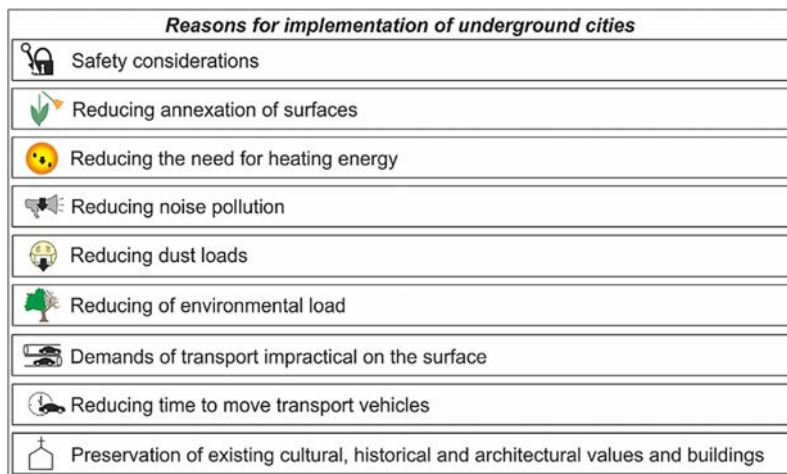 Reasons for implementation of underground cities
Safety considerations
Reducing annexation of surfaces
Reducing the need for heating energy
Reducing noise pollution
Reducing dust loads
Reducing of environmental load
Demands of transport impractical on the surface
Reducing time to move transport vehicles
Preservation of existing cultural, historical and architectural values and buildings